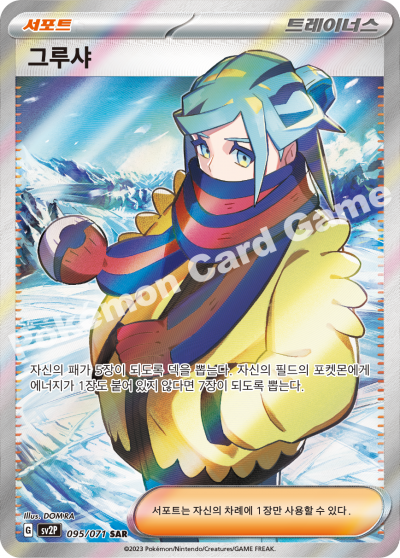 서포트
트레이너스
그루샤
Pokémon Card Game
자신의 패가 5장이 되도록 덱을 뽑는다. 자신의 필드의 포켓몬에게
에너지가 1장도 붙어 있지 않다면 7장이 되도록 뽑는다.
Illus. DOM:RA
서포트는 자신의 차례에 1장만 사용할 수 있다.
G sv2P 095/071 SAR
©2023 Pokémon/Nintendo/Creatures/GAME FREAK.